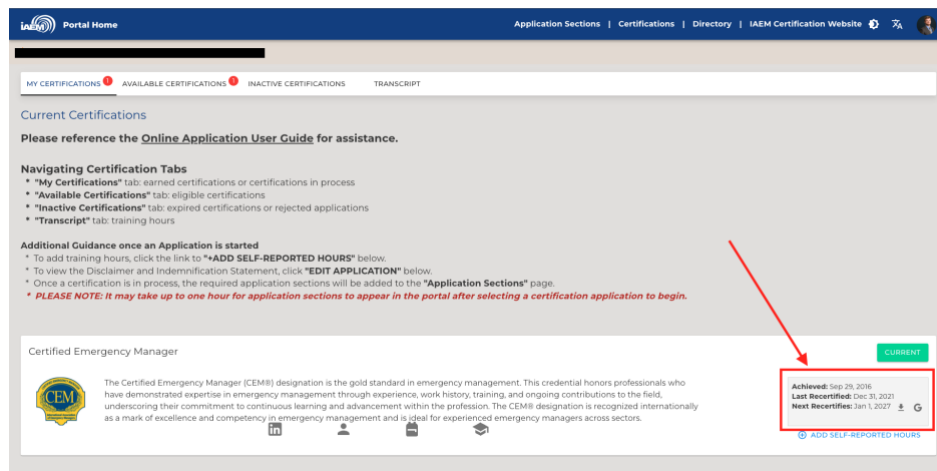 IAEM Portal Home
Application Sections | Certifications | Directory | IAEM Certification Website
MY CERTIFICATIONS 1 AVAILABLE CERTIFICATIONS 1 INACTIVE CERTIFICATIONS TRANSCRIPT
Current Certifications
Please reference the Online Application User Guide for assistance.
Navigating Certification Tabs
* "My Certifications" tab: earned certifications or certifications in process
* "Available Certifications" tab: eligible certifications
* "Inactive Certifications" tab: expired certifications or rejected applications
* "Transcript" tab: training hours
Additional Guidance once an Application is started
* To add training hours, click the link to "+ADD SELF-REPORTED HOURS" below.
* To view the Disclaimer and Indemnification Statement, click "EDIT APPLICATION" below.
* Once a certification is in process, the required application sections will be added to the "Application Sections" page.
* PLEASE NOTE: It may take up to one hour for application sections to appear in the portal after selecting a certification application to begin.
Certified Emergency Manager
CURRENT
CEM
The Certified Emergency Manager (CEM®) designation is the gold standard in emergency management. This credential honors professionals who
have demonstrated expertise in emergency management through experience, work history, training, and ongoing contributions to the field,
underscoring their commitment to continuous learning and advancement within the profession. The CEM® designation is recognized internationally
as a mark of excellence and competency in emergency management and is ideal for experienced emergency managers across sectors.
Achieved: Sep 29, 2016
Last Recertified: Dec 31, 2021
Next Recertifies: Jan 1, 2027 G
ADD SELF-REPORTED HOURS